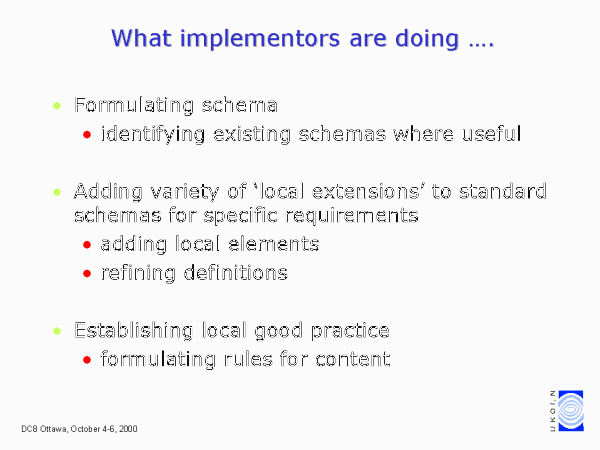 What implementors are doing ....
Formulating schema
identifying existing schemas where useful
Adding variety of ‘local extensions’ to standard
schemas for specific requirements
adding local elements
refining definitions
Establishing local good practice
formulating rules for content
DC8 Ottawa, October 4-6, 2000
UKOLN